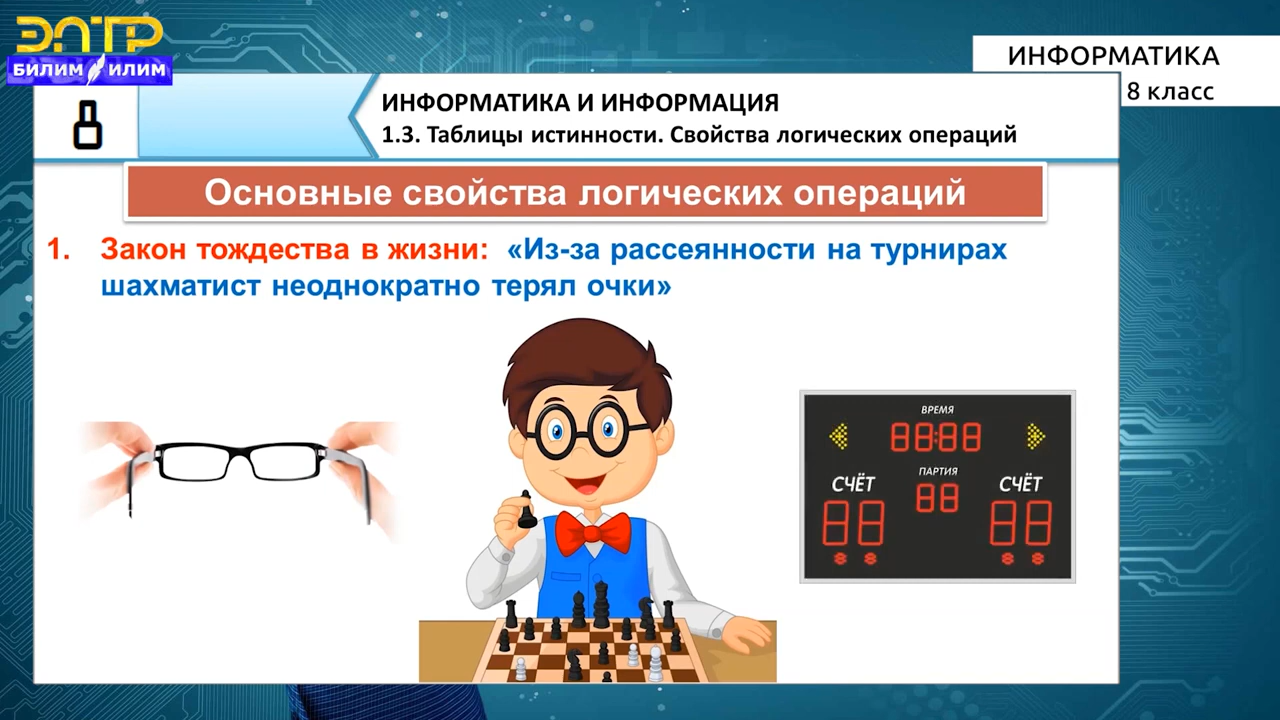 ЭЛТР
БИЛИМ ИЛИМ
ИНФОРМАТИКА
8 класс
8
ИНФОРМАТИКА И ИНФОРМАЦИЯ
1.3. Таблицы истинности. Свойства логических операций
Основные свойства логических операций
1. Закон тождества в жизни: «Из-за рассеянности на турнирах
шахматист неоднократно терял очки»
ВРЕМЯ
88:88
ПАРТИЯ
СЧЁТ 88 СЧЁТ
88 88